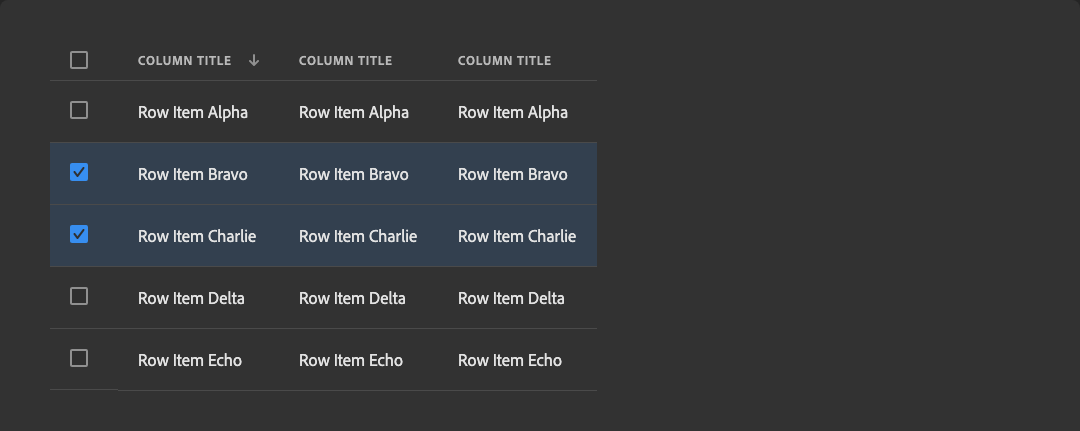 COLUMN TITLE COLUMN TITLE COLUMN TITLE
Row Item Alpha Row Item Alpha Row Item Alpha
Row Item Bravo Row Item Bravo Row Item Bravo
Row Item Charlie Row Item Charlie Row Item Charlie
Row Item Delta Row Item Delta Row Item Delta
Row Item Echo Row Item Echo Row Item Echo